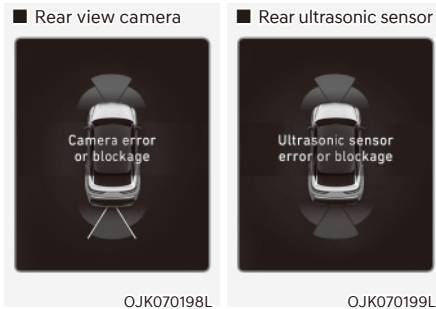 ■ Rear view camera
Camera error
or blockage
OJK070198L
■ Rear ultrasonic sensor
Ultrasonic sensor
error or blockage
OJK070199L